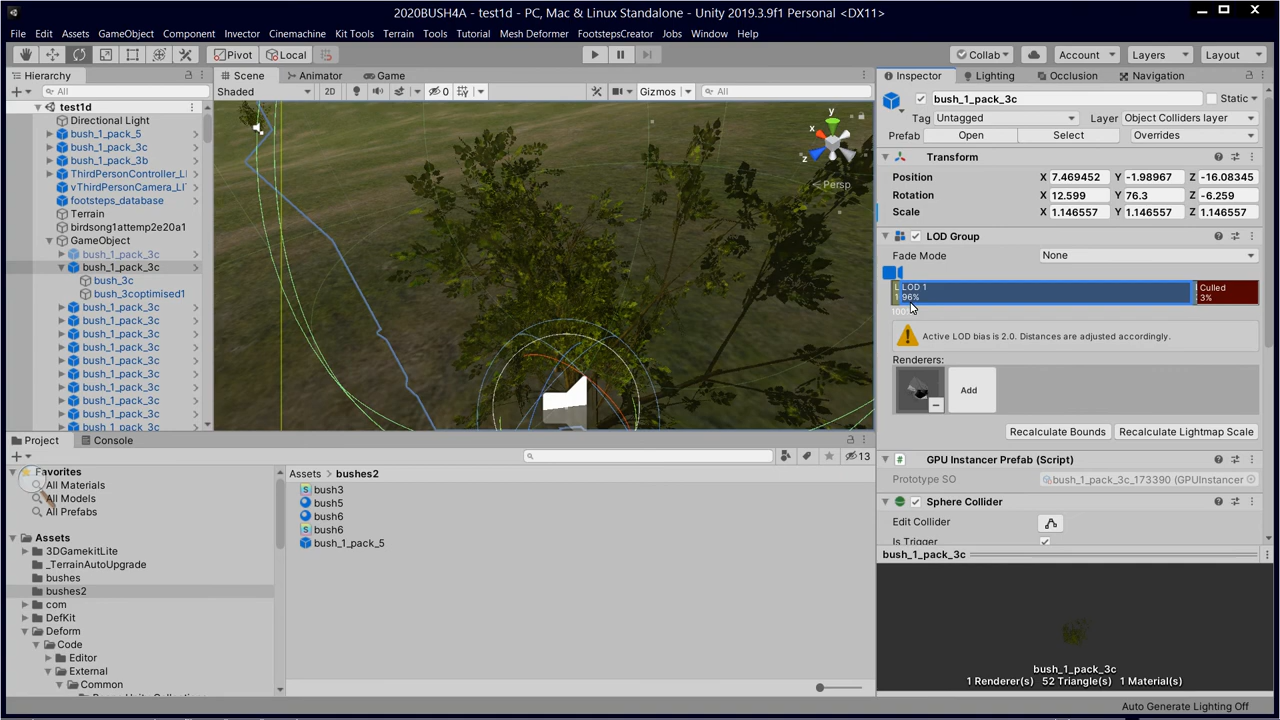 2020BUSH4A - test1d - PC, Mac & Linux Standalone - Unity 2019.3.9f1 Personal <DX11>
File Edit Assets GameObject Component Inventor Cinemachine Kit Tools Terrain Tools Tutorial Mesh Deformer FootstepsCreator Jobs Window Help
Pivot Local Collab Account Layers Layout
Hierarchy
All
test1d
Directional Light
bush_1_pack_5
bush_1_pack_3c
bush_1_pack_3b
ThirdPersonController_L
vThirdPersonCamera_LI
footsteps_database
Terrain
birdsong1attemp2e20a1
GameObject
bush_1_pack_3c
bush_1_pack_3c
bush_3c
bush_3coptimised1
bush_1_pack_3c
bush_1_pack_3c
bush_1_pack_3c
bush_1_pack_3c
bush_1_pack_3c
bush_1_pack_3c
bush_1_pack_3c
bush_1_pack_3c
bush_1_pack_3c
bush_1_pack_3c
Scene Animator Game
Shaded 2D 0 Gizmos All
y
x
z
Persp
Inspector Lighting Occlusion Navigation
bush_1_pack_3c Static
Tag Untagged Layer Object Colliders layer
Prefab Open Select Overrides
Transform
Position X 7.469452 Y -1.98967 Z -16.08345
Rotation X 12.599 Y 76.3 Z -6.259
Scale X 1.146557 Y 1.146557 Z 1.146557
LOD Group
Fade Mode None
L LOD 1 Culled
1 96% 3%
Active LOD bias is 2.0. Distances are adjusted accordingly.
Renderers:
Add
Recalculate Bounds Recalculate Lightmap Scale
GPU Instancer Prefab (Script)
Prototype SO bush_1_pack_3c_173390 (GPUInstancer
Sphere Collider
Edit Collider
Is Trigger
bush_1_pack_3c
bush_1_pack_3c
1 Renderer(s) 52 Triangle(s) 1 Material(s)
Project Console
13
Favorites
All Materials
All Models
All Prefabs
Assets
3DGamekitLite
_TerrainAutoUpgrade
bushes
bushes2
com
DefKit
Deform
Code
Editor
External
Common
Assets bushes2
bush3
bush5
bush6
bush6
bush_1_pack_5
Auto Generate Lighting Off